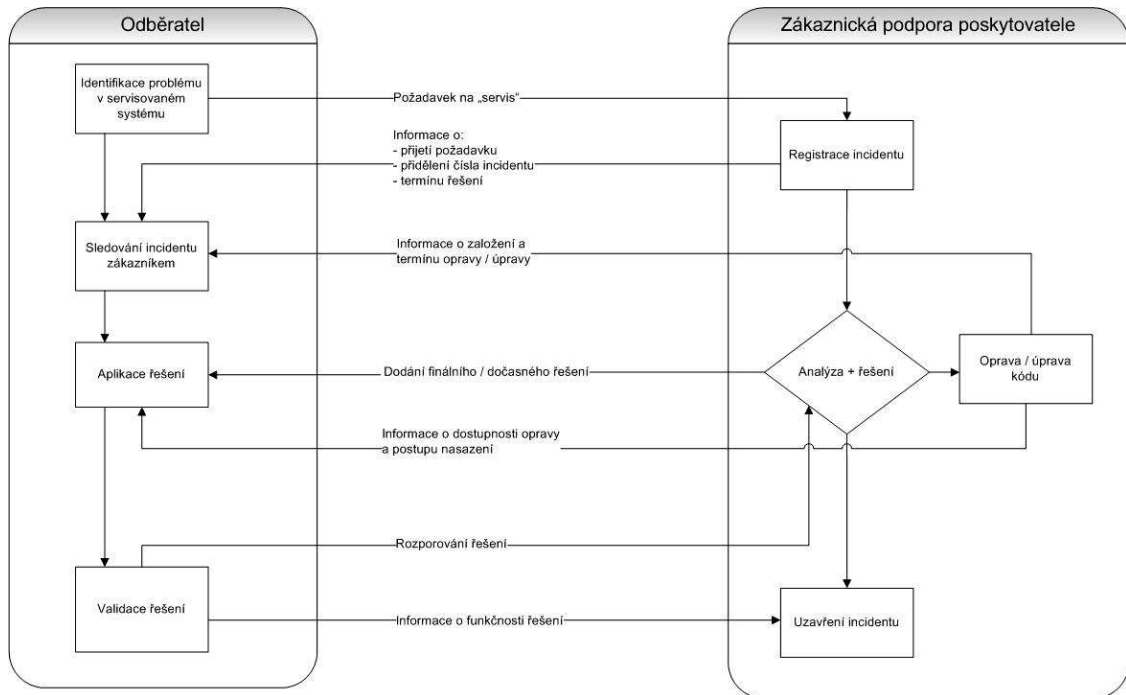 Odběratel
Zákaznická podpora poskytovatele
Identifikace problému
v servisovaném
systému
Požadavek na „servis“
Registrace incidentu
Informace o:
- přijetí požadavku
- přidělení čísla incidentu
- termínu řešení
Sledování incidentu
zákazníkem
Informace o založení a
termínu opravy / úpravy
Aplikace řešení
Dodání finálního / dočasného řešení
Analýza + řešení
Oprava / úprava
kódu
Informace o dostupnosti opravy
a postupu nasazení
Rozporování řešení
Validace řešení
Informace o funkčnosti řešení
Uzavření incidentu